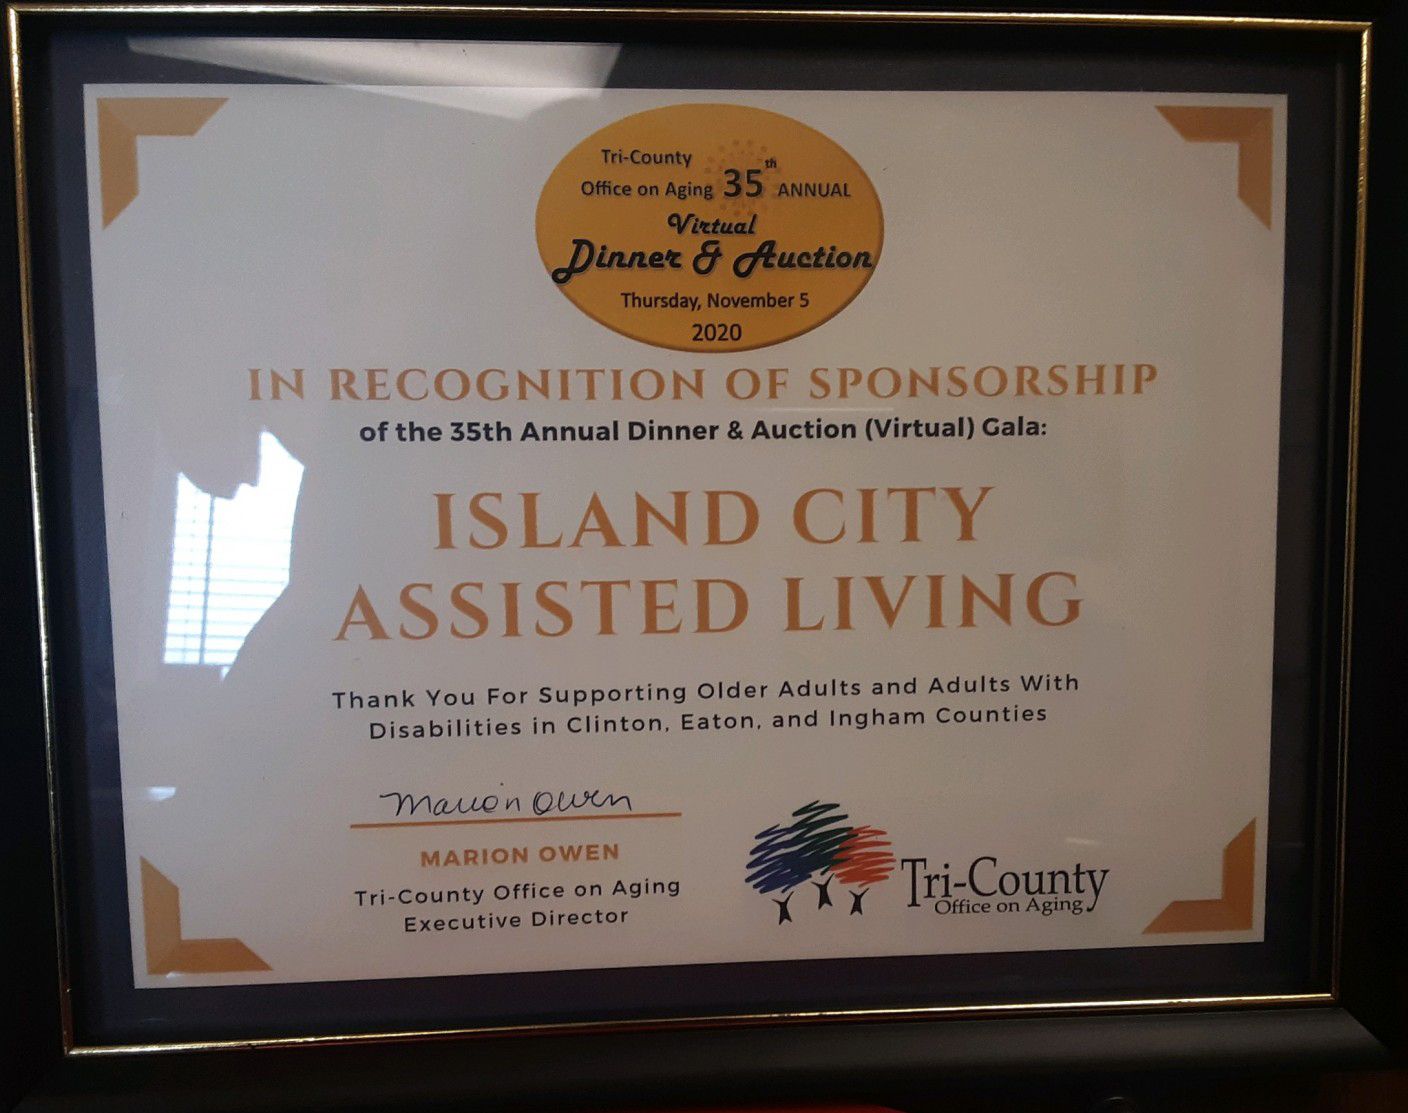 Tri-County
Office on Aging 35th ANNUAL
Virtual
Dinner & Auction
Thursday, November 5
2020
IN RECOGNITION OF SPONSORSHIP
of the 35th Annual Dinner & Auction (Virtual) Gala:
ISLAND CITY
ASSISTED LIVING
Thank You For Supporting Older Adults and Adults With
Disabilities in Clinton, Eaton, and Ingham Counties
Marion Owen
MARION OWEN
Tri-County Office on Aging
Executive Director
Tri-County
Office on Aging